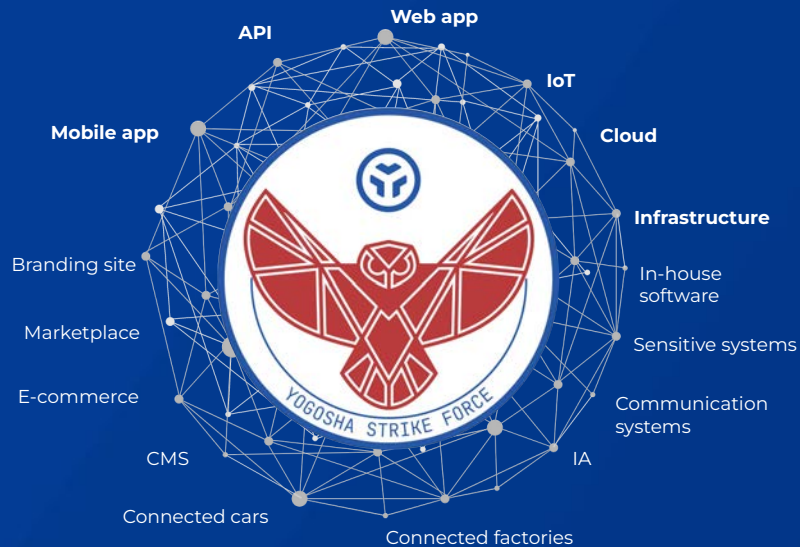 Web app
API
IoT
Mobile app
Cloud
Infrastructure
Branding site
In-house
software
Marketplace
Sensitive systems
E-commerce
Communication
systems
YOGOSHA STRIKE FORCE
CMS
IA
Connected cars
Connected factories